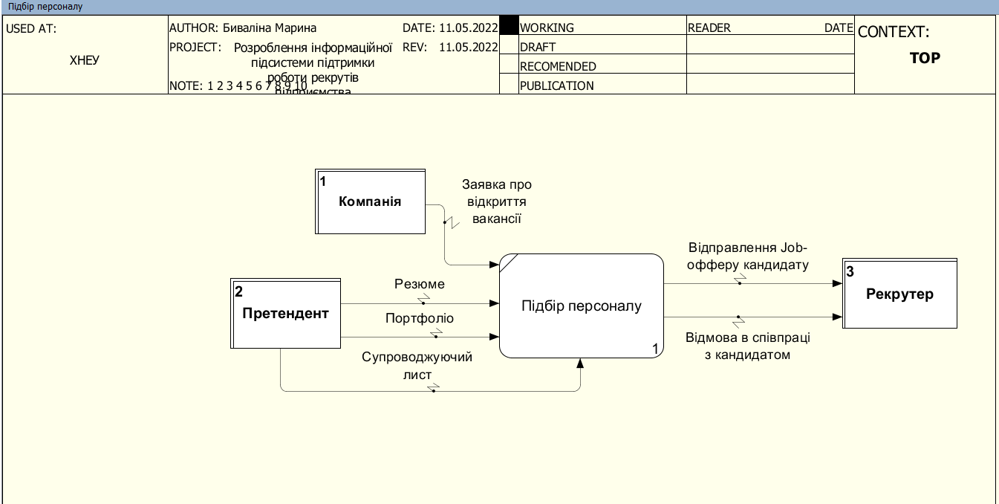 Підбір персоналу
USED AT:
ХНЕУ
AUTHOR: Биваліна Марина
DATE: 11.05.2022
PROJECT: Розроблення інформаційної
підсистеми підтримки
роботи рекрутів
підприємства
REV: 11.05.2022
NOTE: 1 2 3 4 5 6 7 8 9 10
WORKING
DRAFT
RECOMENDED
PUBLICATION
READER DATE
CONTEXT:
TOP
1
Компанія
Заявка про
відкриття
вакансії
2
Претендент
Резюме
Портфоліо
Супроводжуючий
лист
Підбір персоналу
1
Відправлення Job-
офферу кандидату
Відмова в співпраці
з кандидатом
3
Рекрутер